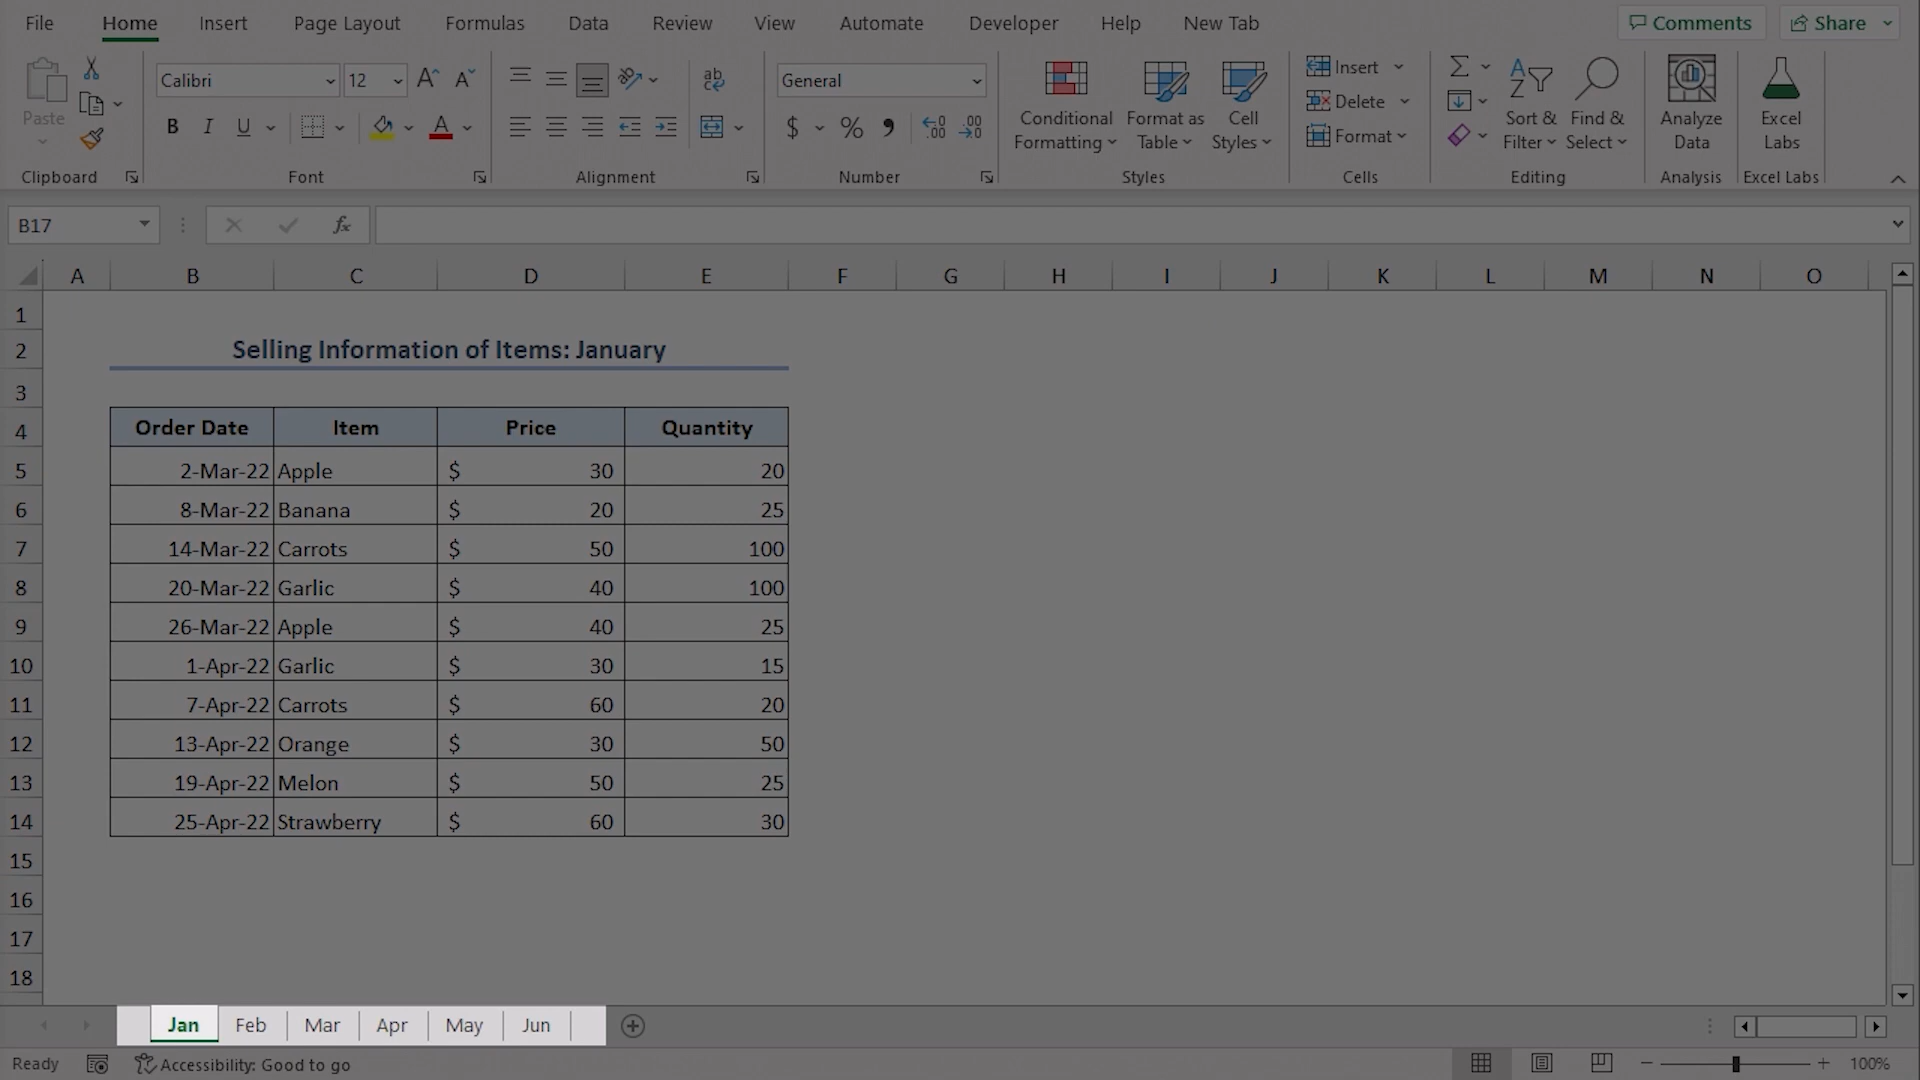 File Home Insert Page Layout Formulas Data Review View Automate Developer Help New Tab Comments Share
Paste
Clipboard
Calibri 12
B I U A
Font
ab
Alignment
General
$ % 9
Number
Conditional Formatting
Format as Table
Cell Styles
Styles
Insert
Delete
Format
Cells
Sort & Filter
Find & Select
Editing
Analyze Data
Analysis
Excel Labs
Excel Labs
B17 fx
A B C D E F G H I J K L M N O
1
2 Selling Information of Items: January
3
4 Order Date Item Price Quantity
5 2-Mar-22 Apple $ 30 20
6 8-Mar-22 Banana $ 20 25
7 14-Mar-22 Carrots $ 50 100
8 20-Mar-22 Garlic $ 40 100
9 26-Mar-22 Apple $ 40 25
10 1-Apr-22 Garlic $ 30 15
11 7-Apr-22 Carrots $ 60 20
12 13-Apr-22 Orange $ 30 50
13 19-Apr-22 Melon $ 50 25
14 25-Apr-22 Strawberry $ 60 30
15
16
17
18
Jan Feb Mar Apr May Jun
Ready Accessibility: Good to go 100%